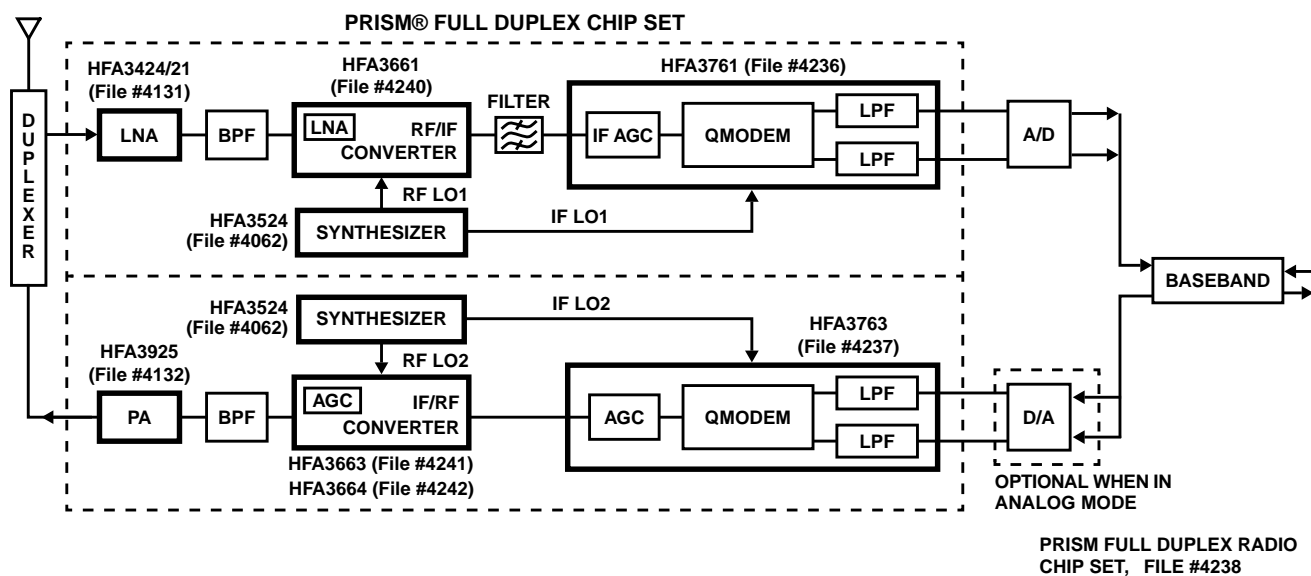 PRISM® FULL DUPLEX CHIP SET
HFA3424/21
(File #4131)
HFA3661
(File #4240)
HFA3761 (File #4236)
DUPLEXER
LNA
BPF
LNA
RF/IF
CONVERTER
FILTER
IF AGC
QMODEM
LPF
LPF
A/D
RF LO1
HFA3524
(File #4062)
SYNTHESIZER
IF LO1
BASEBAND
HFA3524
(File #4062)
SYNTHESIZER
IF LO2
HFA3763
(File #4237)
RF LO2
HFA3925
(File #4132)
PA
BPF
AGC
IF/RF
CONVERTER
AGC
QMODEM
LPF
LPF
D/A
HFA3663 (File #4241)
HFA3664 (File #4242)
OPTIONAL WHEN IN
ANALOG MODE
PRISM FULL DUPLEX RADIO
CHIP SET, FILE #4238